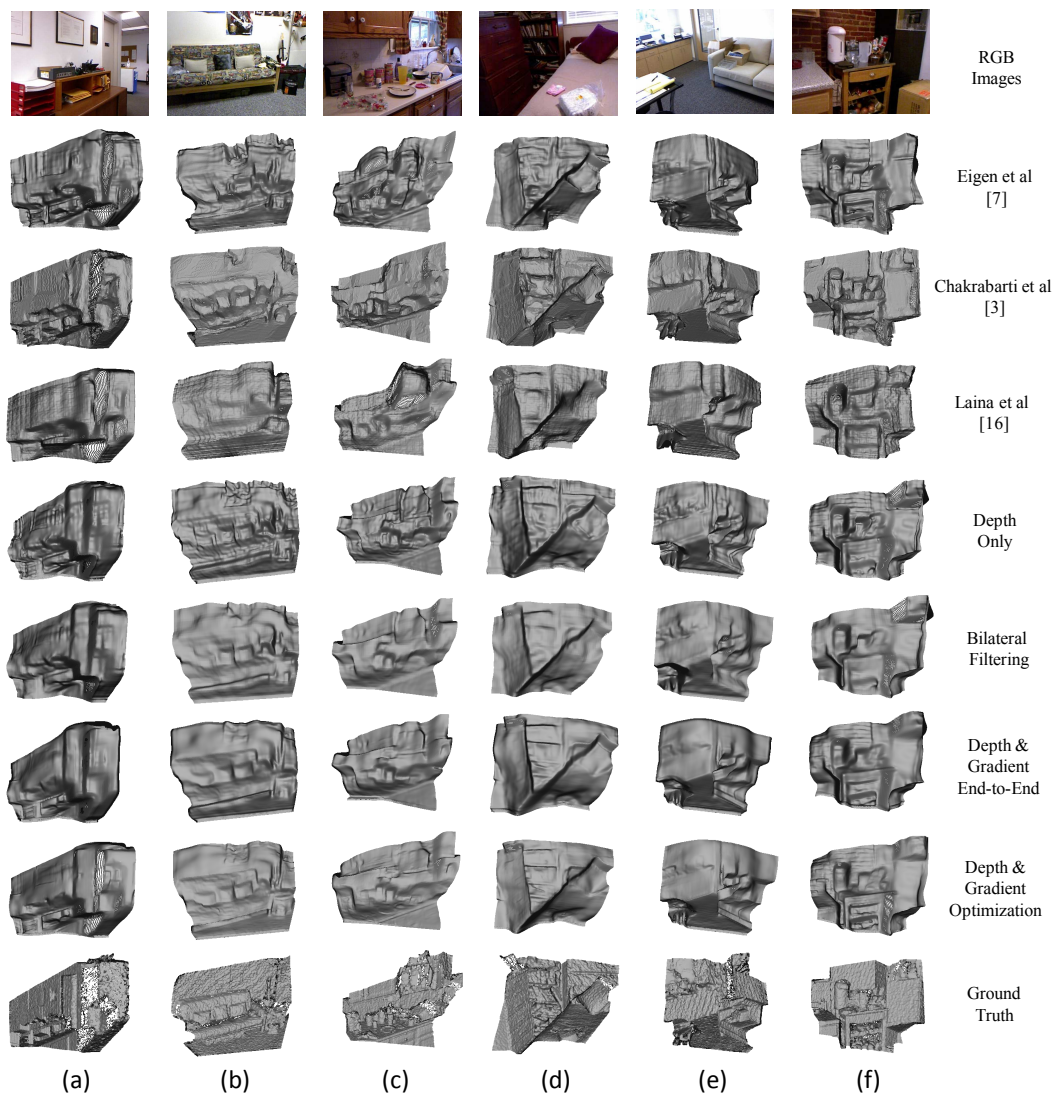 RGB
Images
Eigen et al
[7]
Chakrabarti et al
[3]
Laina et al
[16]
Depth
Only
Bilateral
Filtering
Depth &
Gradient
End-to-End
Depth &
Gradient
Optimization
Ground
Truth
(a) (b) (c) (d) (e) (f)